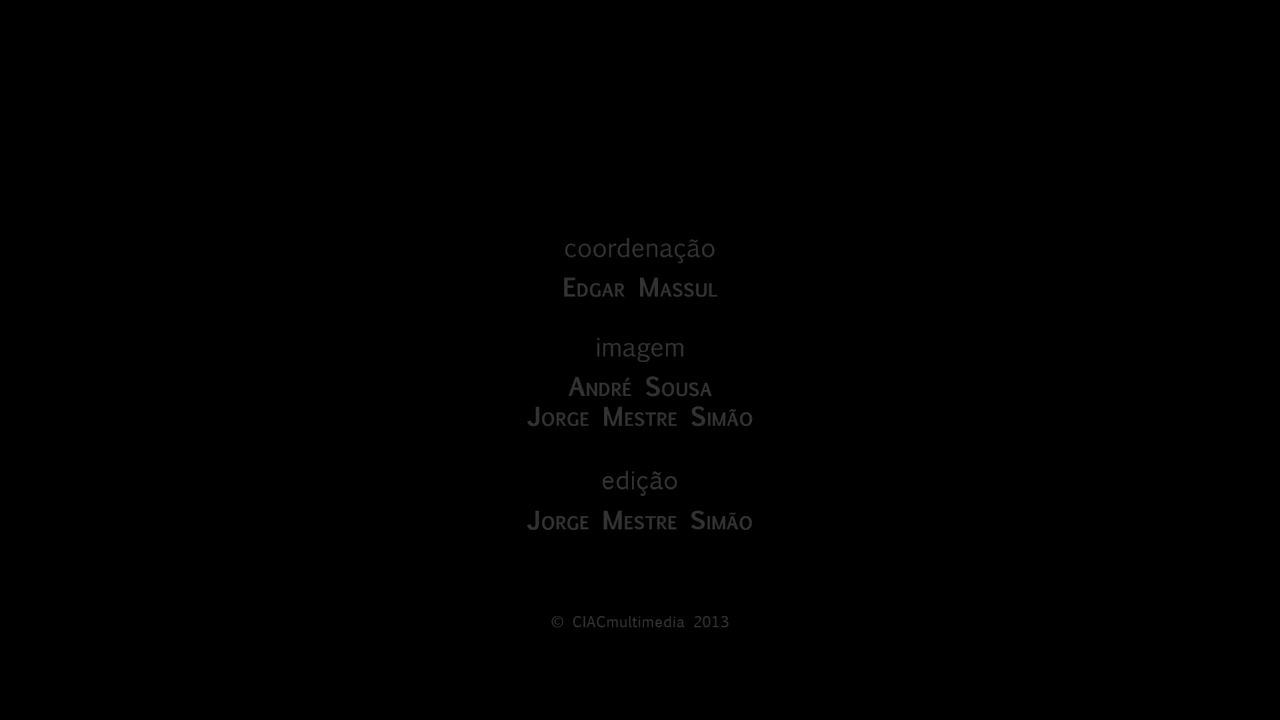 coordenação
Edgar Massul
imagem
André Sousa
Jorge Mestre Simão
edição
Jorge Mestre Simão
© CIACmultimedia 2013